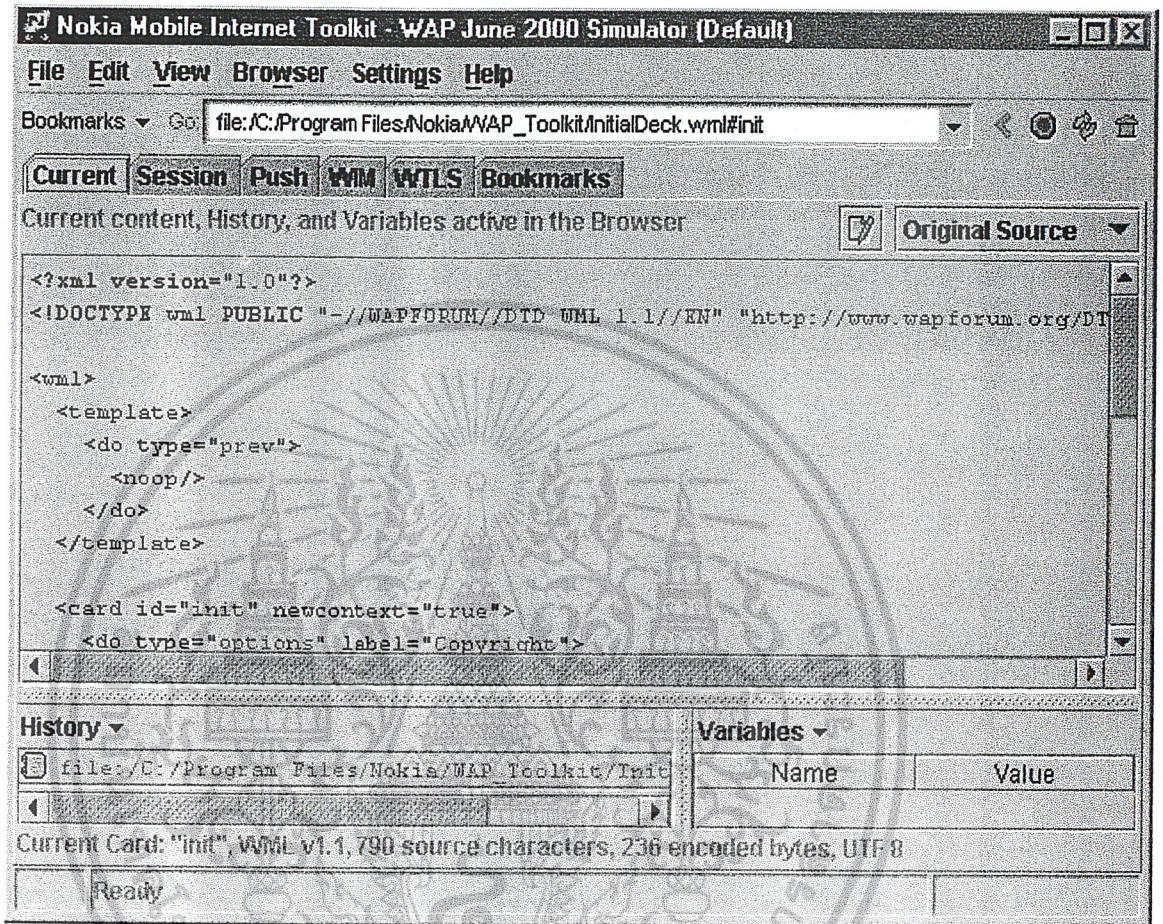 Nokia Mobile Internet Toolkit - WAP June 2000 Simulator (Default)
File Edit View Browser Settings Help
Bookmarks Go: file:/C:/Program Files/Nokia/WAP_Toolkit/InitialDeck.wml#init
Current Session Push WIM WTLS Bookmarks
Current content, History, and Variables active in the Browser Original Source
<?xml version="1.0"?>
<!DOCTYPE wml PUBLIC "-//WAPFORUM//DTD WML 1.1//EN" "http://www.wapforum.org/DT
<wml>
<template>
<do type="prev">
<noop/>
</do>
</template>
<card id="init" newcontext="true">
<do type="options" label="Copyright">
History Variables
file:/C:/Program Files/Nokia/WAP_Toolkit/Init Name Value
Current Card: "init", WML v1.1, 790 source characters, 236 encoded bytes, UTF 8
Ready